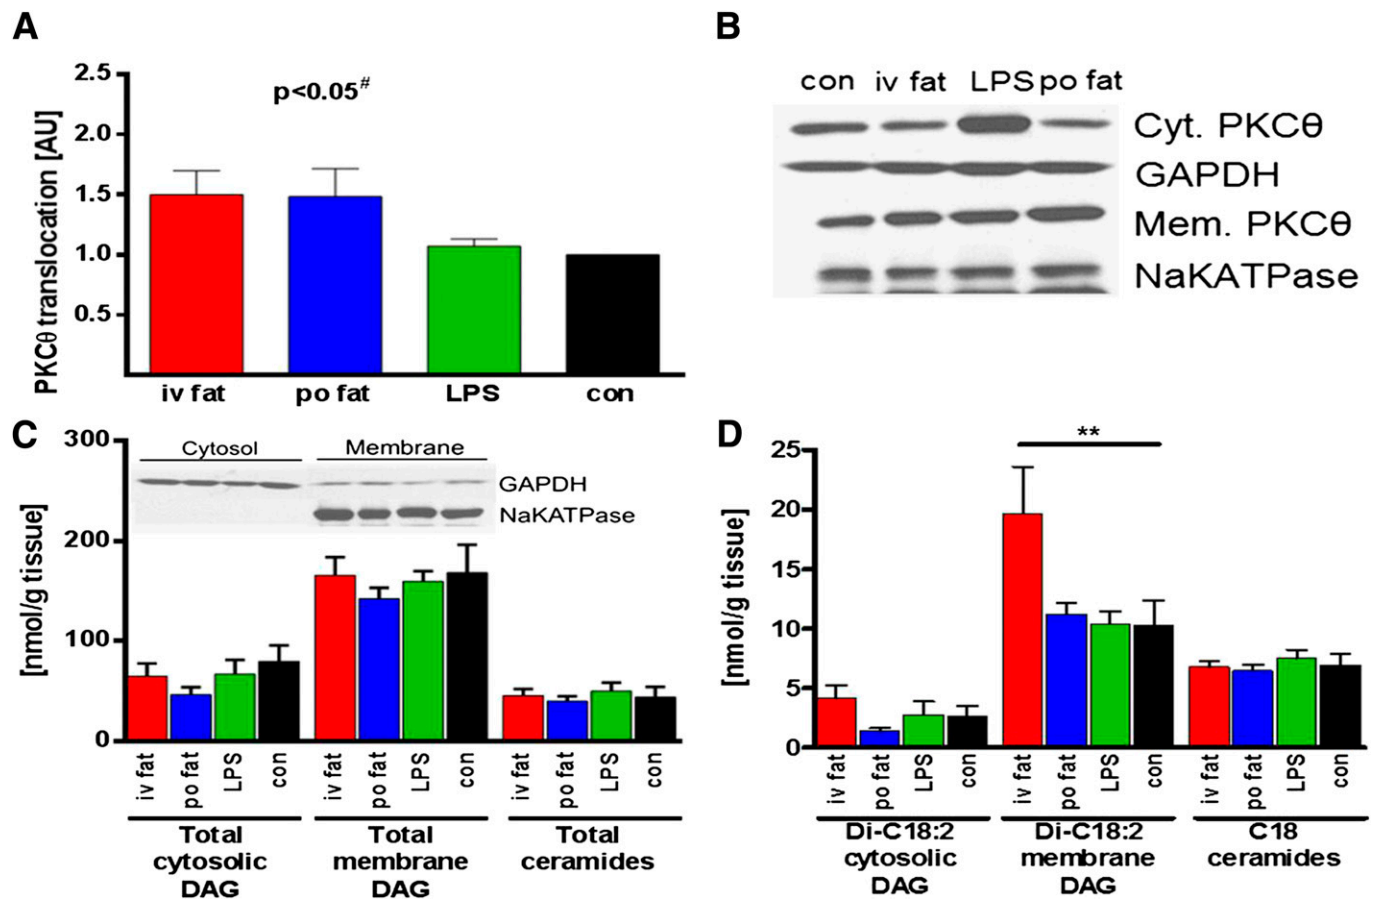 A
2.5
2.0
1.5
1.0
0.5
PKCθ translocation [AU]
p<0.05#
iv fat po fat LPS con
B
con iv fat LPS po fat
Cyt. PKCθ
GAPDH
Mem. PKCθ
NaKATPase
C
300
200
100
0
[nmol/g tissue]
Cytosol Membrane
GAPDH
NaKATPase
iv fat po fat LPS con iv fat po fat LPS con iv fat po fat LPS con
Total Total Total
cytosolic membrane ceramides
DAG DAG
D
25
20
15
10
5
0
[nmol/g tissue]
**
iv fat po fat LPS con iv fat po fat LPS con iv fat po fat LPS con
Di-C18:2 Di-C18:2 C18
cytosolic membrane ceramides
DAG DAG